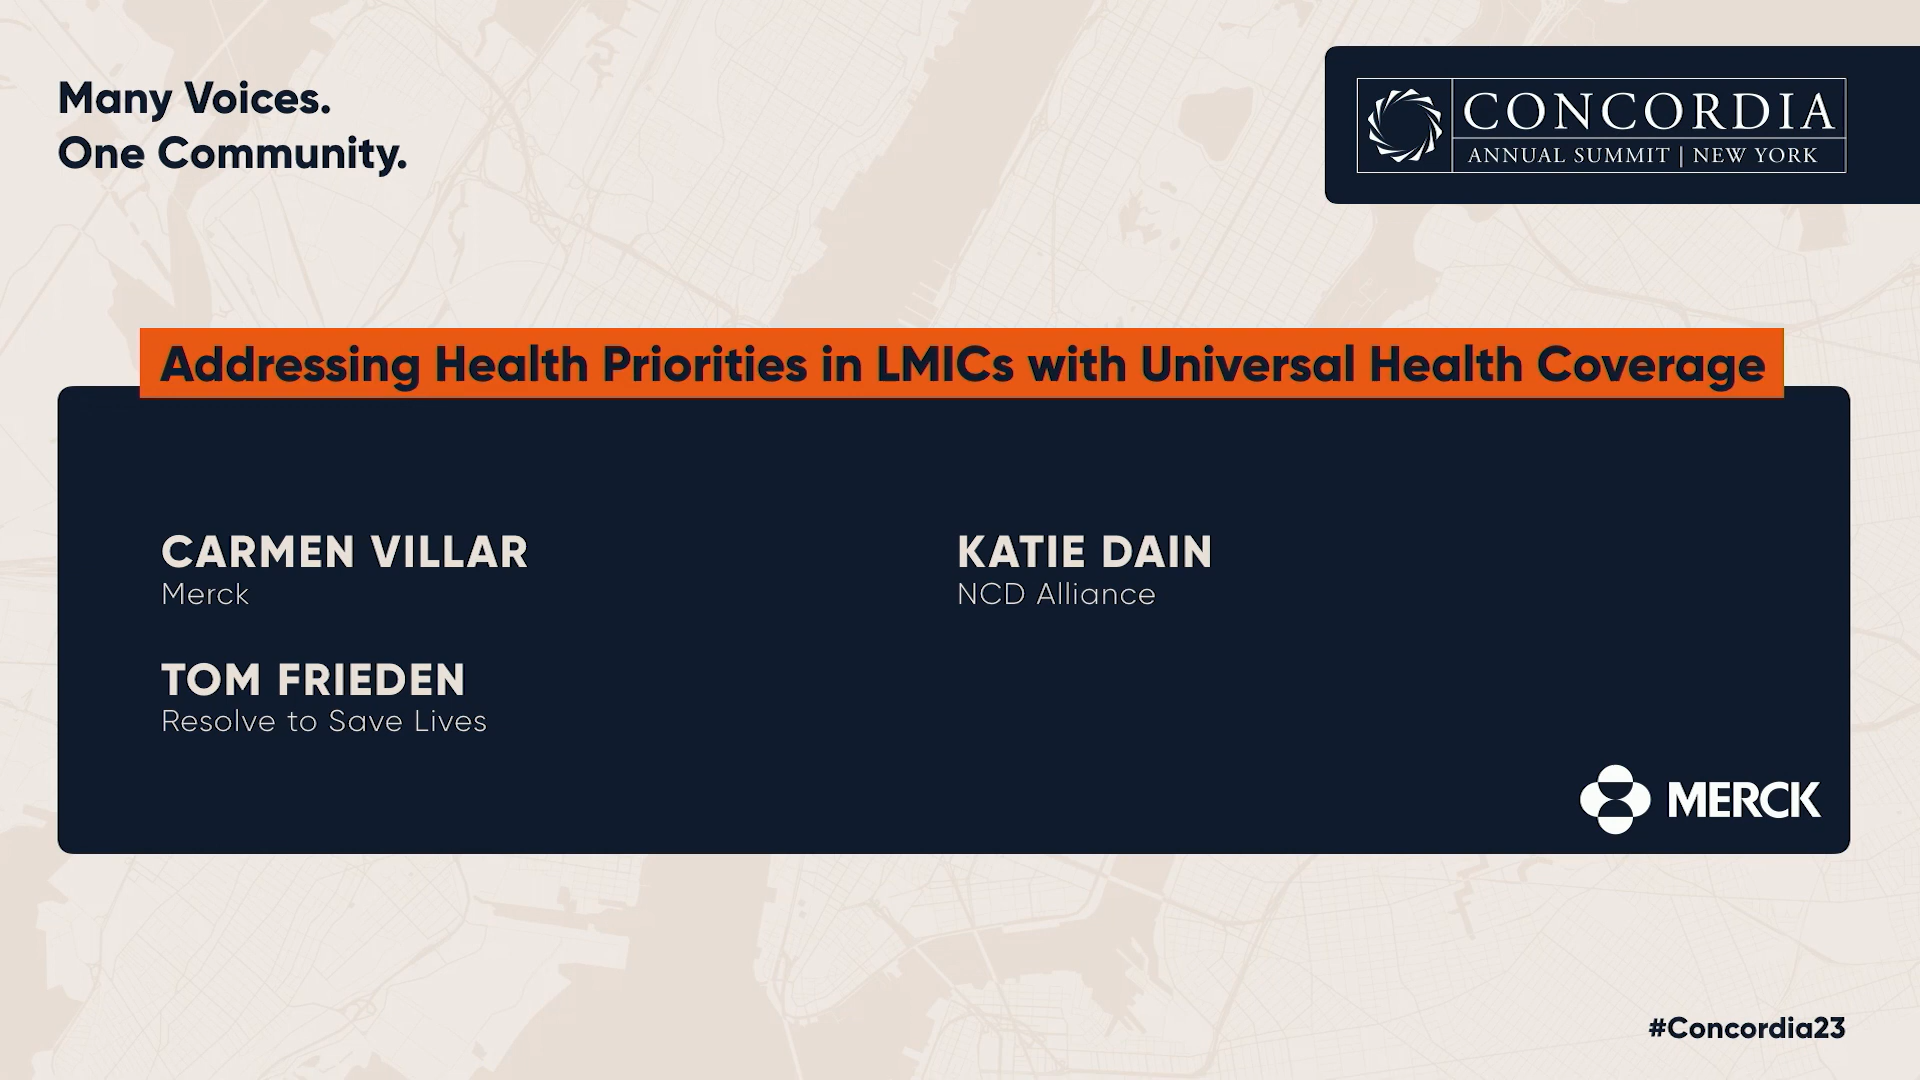 Many Voices.
One Community.
CONCORDIA
ANNUAL SUMMIT | NEW YORK
Addressing Health Priorities in LMICs with Universal Health Coverage
CARMEN VILLAR
Merck
KATIE DAIN
NCD Alliance
TOM FRIEDEN
Resolve to Save Lives
MERCK
#Concordia23